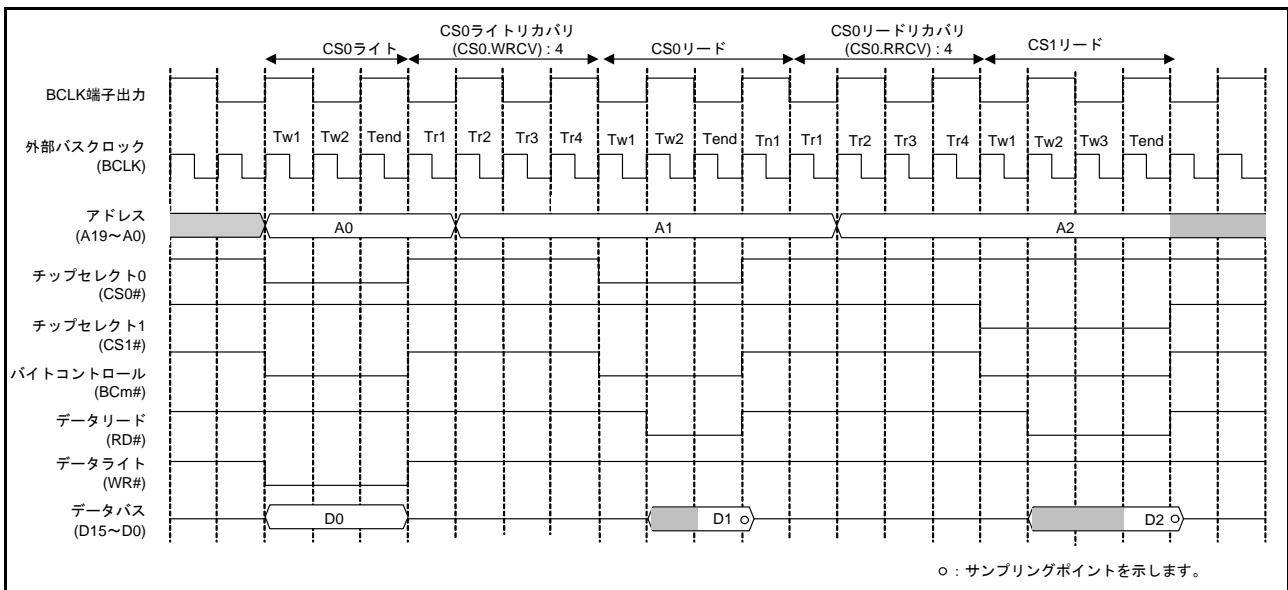 CS0ライト
CS0ライトリカバリ
(CS0.WRCV) : 4
CS0リード
CS0リードリカバリ
(CS0.RRCV) : 4
CS1リード
BCLK端子出力
外部バスクロック
(BCLK)
Tw1 Tw2 Tend Tr1 Tr2 Tr3 Tr4 Tw1 Tw2 Tend Tn1 Tr1 Tr2 Tr3 Tr4 Tw1 Tw2 Tw3 Tend
アドレス
(A19～A0)
A0 A1 A2
チップセレクト0
(CS0#)
チップセレクト1
(CS1#)
バイトコントロール
(BCm#)
データリード
(RD#)
データライト
(WR#)
データバス
(D15～D0)
D0 D1 D2
○ : サンプリングポイントを示します。